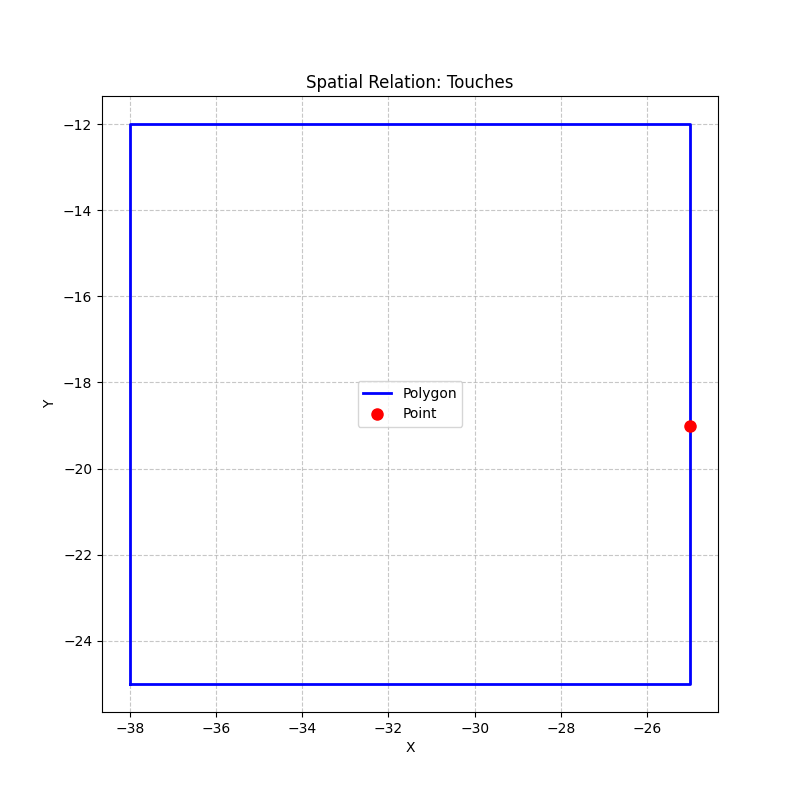 Spatial Relation: Touches
Y
−12
−14
−16
−18
−20
−22
−24
Polygon
Point
−38 −36 −34 −32 −30 −28 −26
X